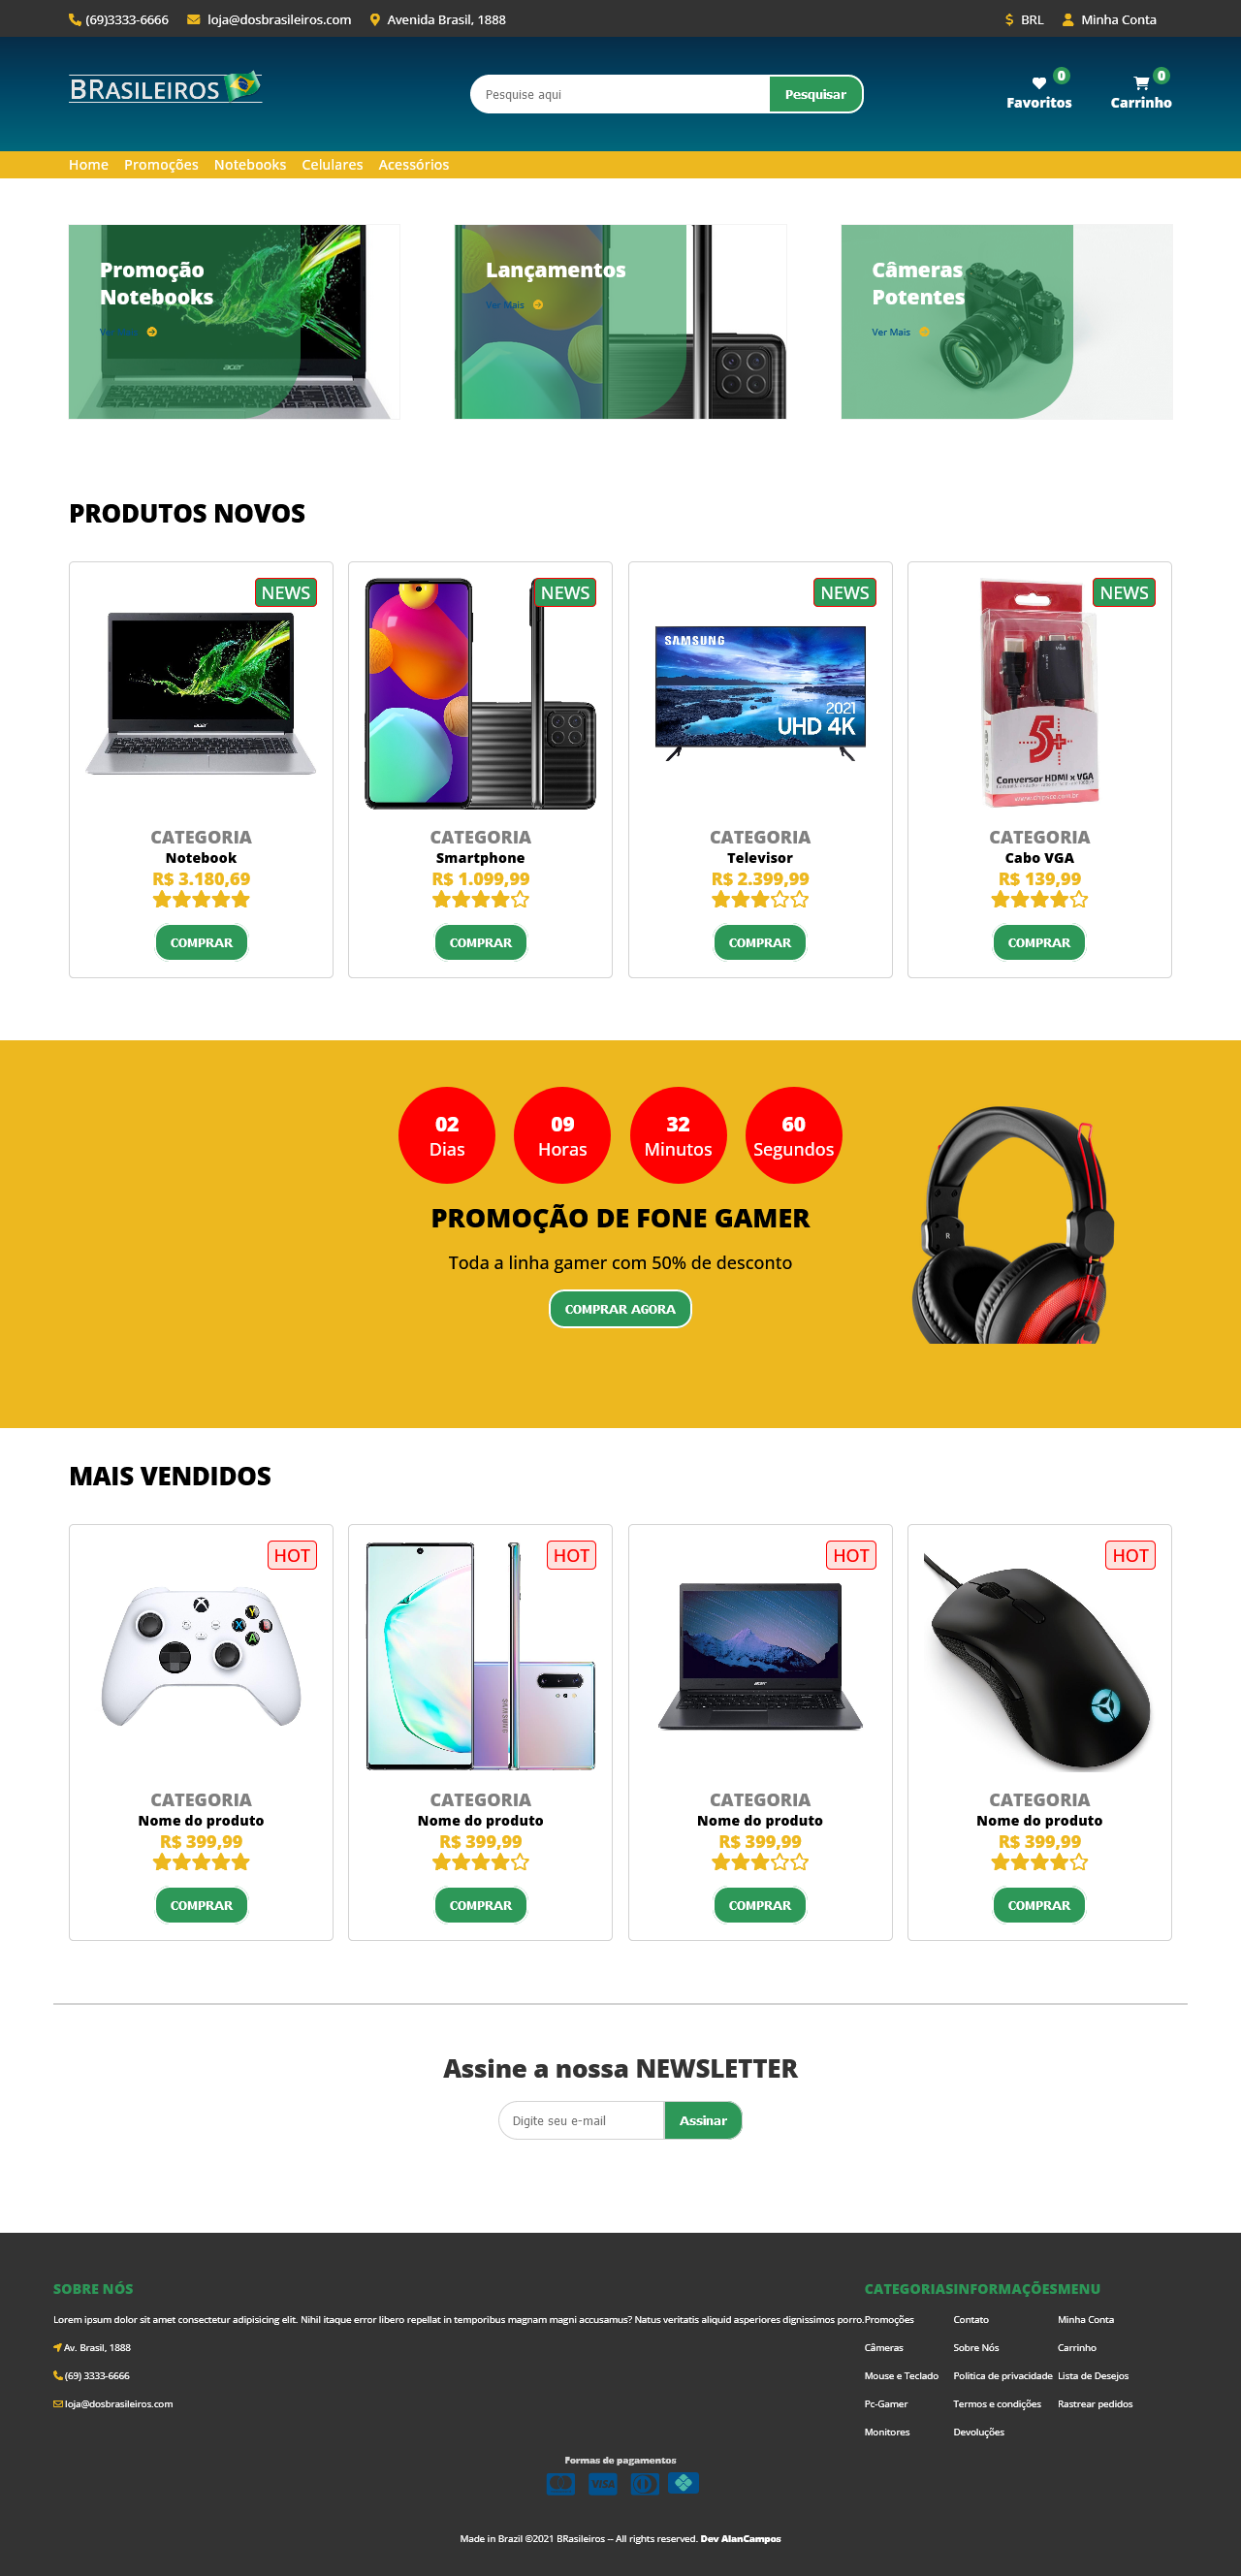 (69)3333-6666 loja@dosbrasileiros.com Avenida Brasil, 1888 BRL Minha Conta
BRASILEIROS
Pesquise aqui Pesquisar
0 0
Favoritos Carrinho
Home Promoções Notebooks Celulares Acessórios
Promoção
Notebooks
Ver Mais
acer
Lançamentos
Ver Mais
Câmeras
Potentes
Ver Mais
PRODUTOS NOVOS
NEWS
acer
CATEGORIA
Notebook
R$ 3.180,69
COMPRAR
NEWS
CATEGORIA
Smartphone
R$ 1.099,99
COMPRAR
NEWS
SAMSUNG
2021
UHD 4K
CATEGORIA
Televisor
R$ 2.399,99
COMPRAR
NEWS
5+
Conversor HDMI x VGA
CATEGORIA
Cabo VGA
R$ 139,99
COMPRAR
02
Dias
09
Horas
32
Minutos
60
Segundos
PROMOÇÃO DE FONE GAMER
Toda a linha gamer com 50% de desconto
COMPRAR AGORA
R
MAIS VENDIDOS
HOT
Y
X
B
A
CATEGORIA
Nome do produto
R$ 399,99
COMPRAR
HOT
SAMSUNG
CATEGORIA
Nome do produto
R$ 399,99
COMPRAR
HOT
acer
CATEGORIA
Nome do produto
R$ 399,99
COMPRAR
HOT
CATEGORIA
Nome do produto
R$ 399,99
COMPRAR
Assine a nossa NEWSLETTER
Digite seu e-mail Assinar
SOBRE NÓS
Lorem ipsum dolor sit amet consectetur adipisicing elit. Nihil itaque error libero repellat in temporibus magnam magni accusamus? Natus veritatis aliquid asperiores dignissimos porro.
Av. Brasil, 1888
(69) 3333-6666
loja@dosbrasileiros.com
CATEGORIAS
Promoções
Câmeras
Mouse e Teclado
Pc-Gamer
Monitores
INFORMAÇÕES
Contato
Sobre Nós
Politica de privacidade
Termos e condições
Devoluções
MENU
Minha Conta
Carrinho
Lista de Desejos
Rastrear pedidos
Formas de pagamentos
VISA
Made in Brazil ©2021 BRasileiros -- All rights reserved. Dev AlanCampos